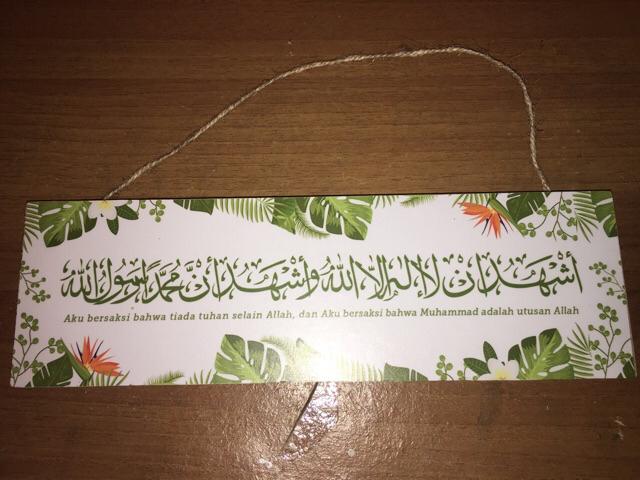 أشهد أن لا إله إلا الله وأشهد أن محمدا رسول الله
Aku bersaksi bahwa tiada tuhan selain Allah, dan Aku bersaksi bahwa Muhammad adalah utusan Allah